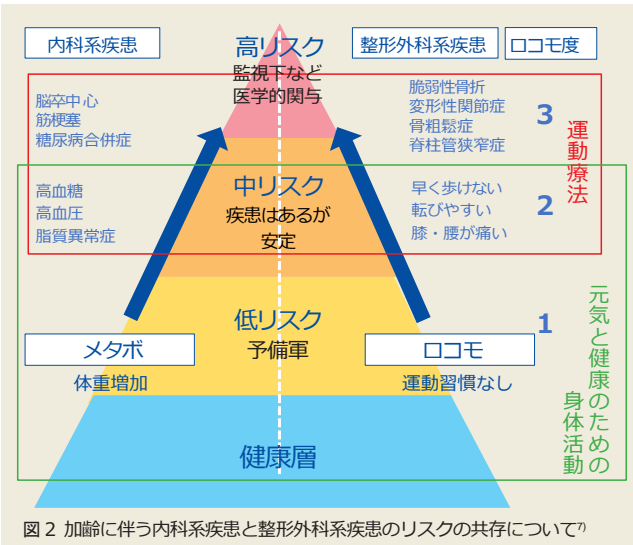 内科系疾患
高リスク
監視下など
医学的関与
整形外科系疾患
ロコモ度
脳卒中心
筋梗塞
糖尿病合併症
脆弱性骨折
変形性関節症
骨粗鬆症
脊柱管狭窄症
3
運動療法
高血糖
高血圧
脂質異常症
中リスク
疾患はあるが
安定
早く歩けない
転びやすい
膝・腰が痛い
2
メタボ
体重増加
低リスク
予備軍
ロコモ
運動習慣なし
1
元気と健康のための
身体活動
健康層
図2 加齢に伴う内科系疾患と整形外科系疾患のリスクの共存について7)